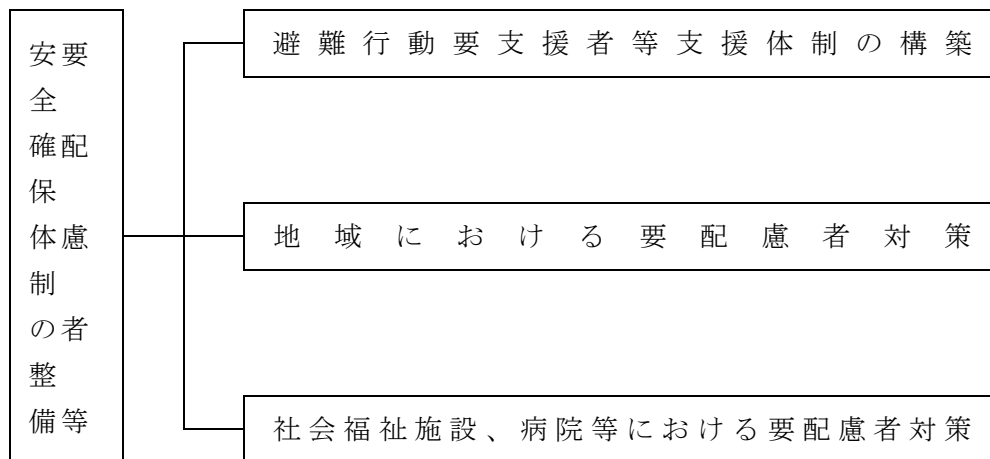 要配慮者等
安全確保体制の整備
避難行動要支援者等支援体制の構築
地域における要配慮者対策
社会福祉施設、病院等における要配慮者対策